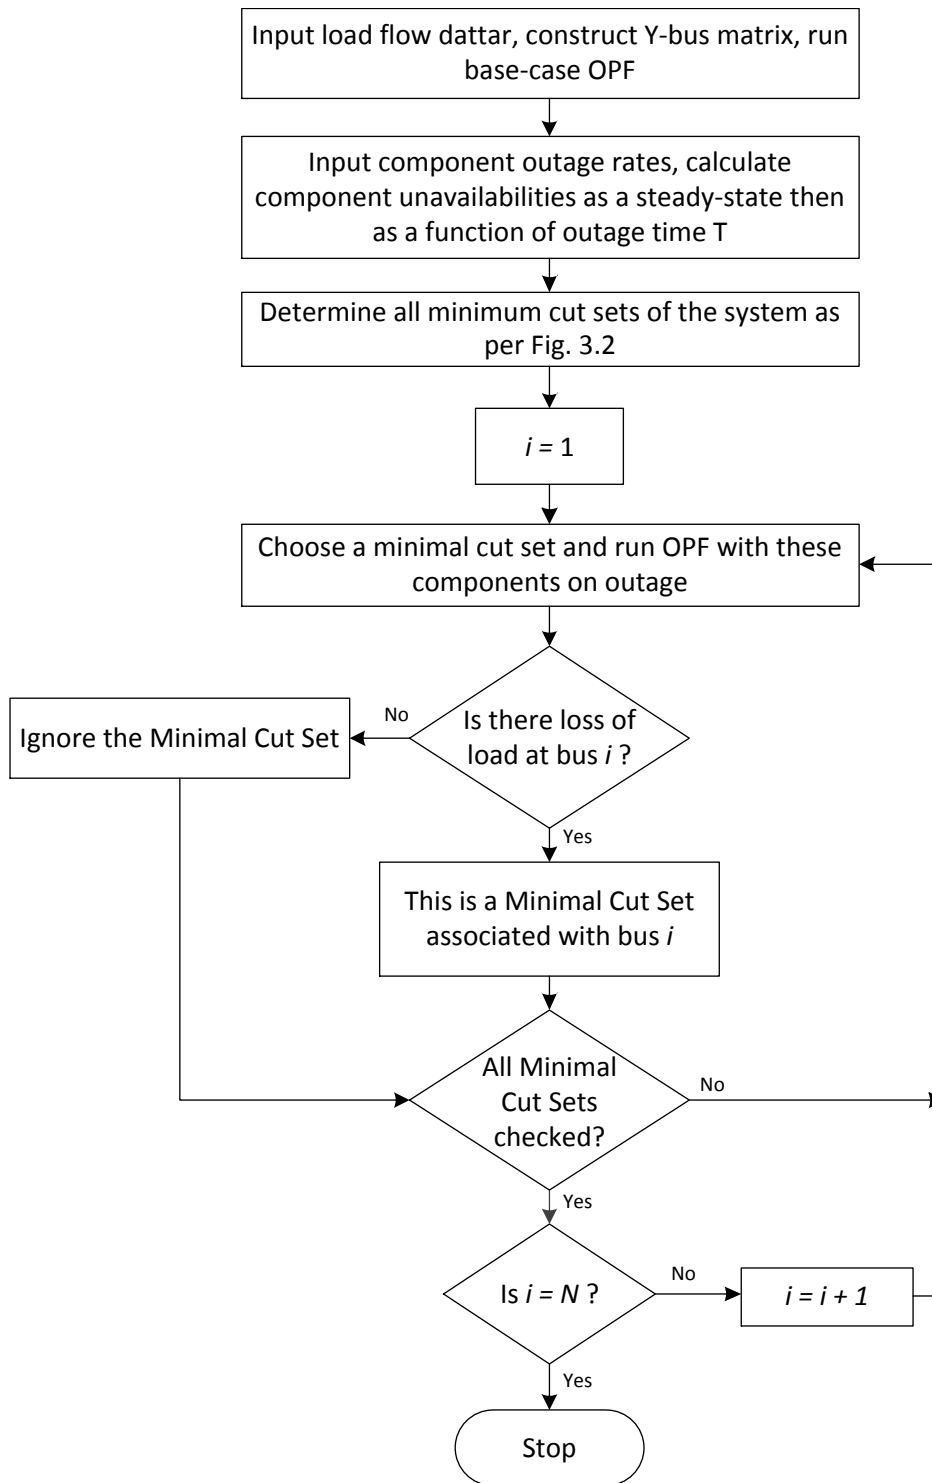 Input load flow dattar, construct Y-bus matrix, run
base-case OPF
Input component outage rates, calculate
component unavailabilities as a steady-state then
as a function of outage time T
Determine all minimum cut sets of the system as
per Fig. 3.2
i = 1
Choose a minimal cut set and run OPF with these
components on outage
Is there loss of
load at bus i ?
No
Ignore the Minimal Cut Set
Yes
This is a Minimal Cut Set
associated with bus i
All Minimal
Cut Sets
checked?
No
Yes
Is i = N ?
No
i = i + 1
Yes
Stop